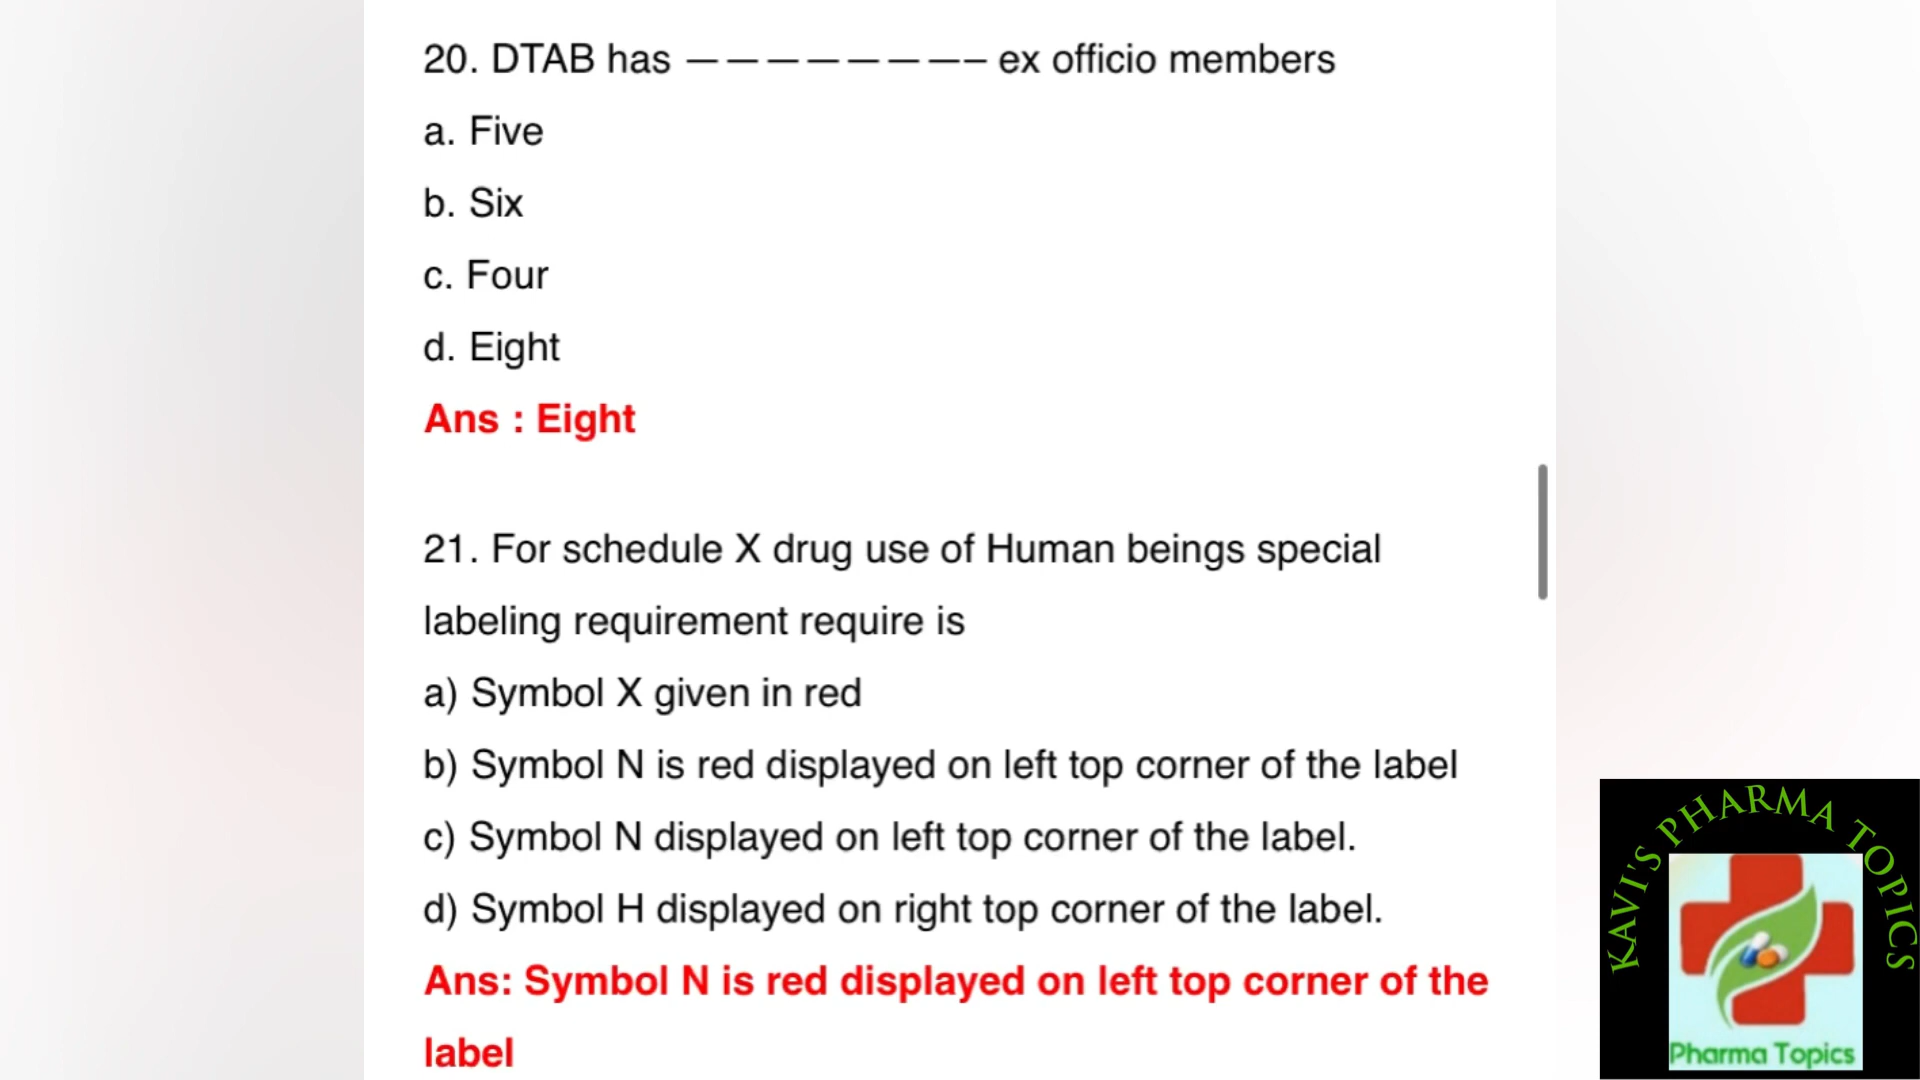 20. DTAB has ———————— ex officio members
a. Five
b. Six
c. Four
d. Eight
Ans : Eight
21. For schedule X drug use of Human beings special
labeling requirement require is
a) Symbol X given in red
b) Symbol N is red displayed on left top corner of the label
c) Symbol N displayed on left top corner of the label.
d) Symbol H displayed on right top corner of the label.
Ans: Symbol N is red displayed on left top corner of the
label
KAVI'S PHARMA TOPICS
Pharma Topics